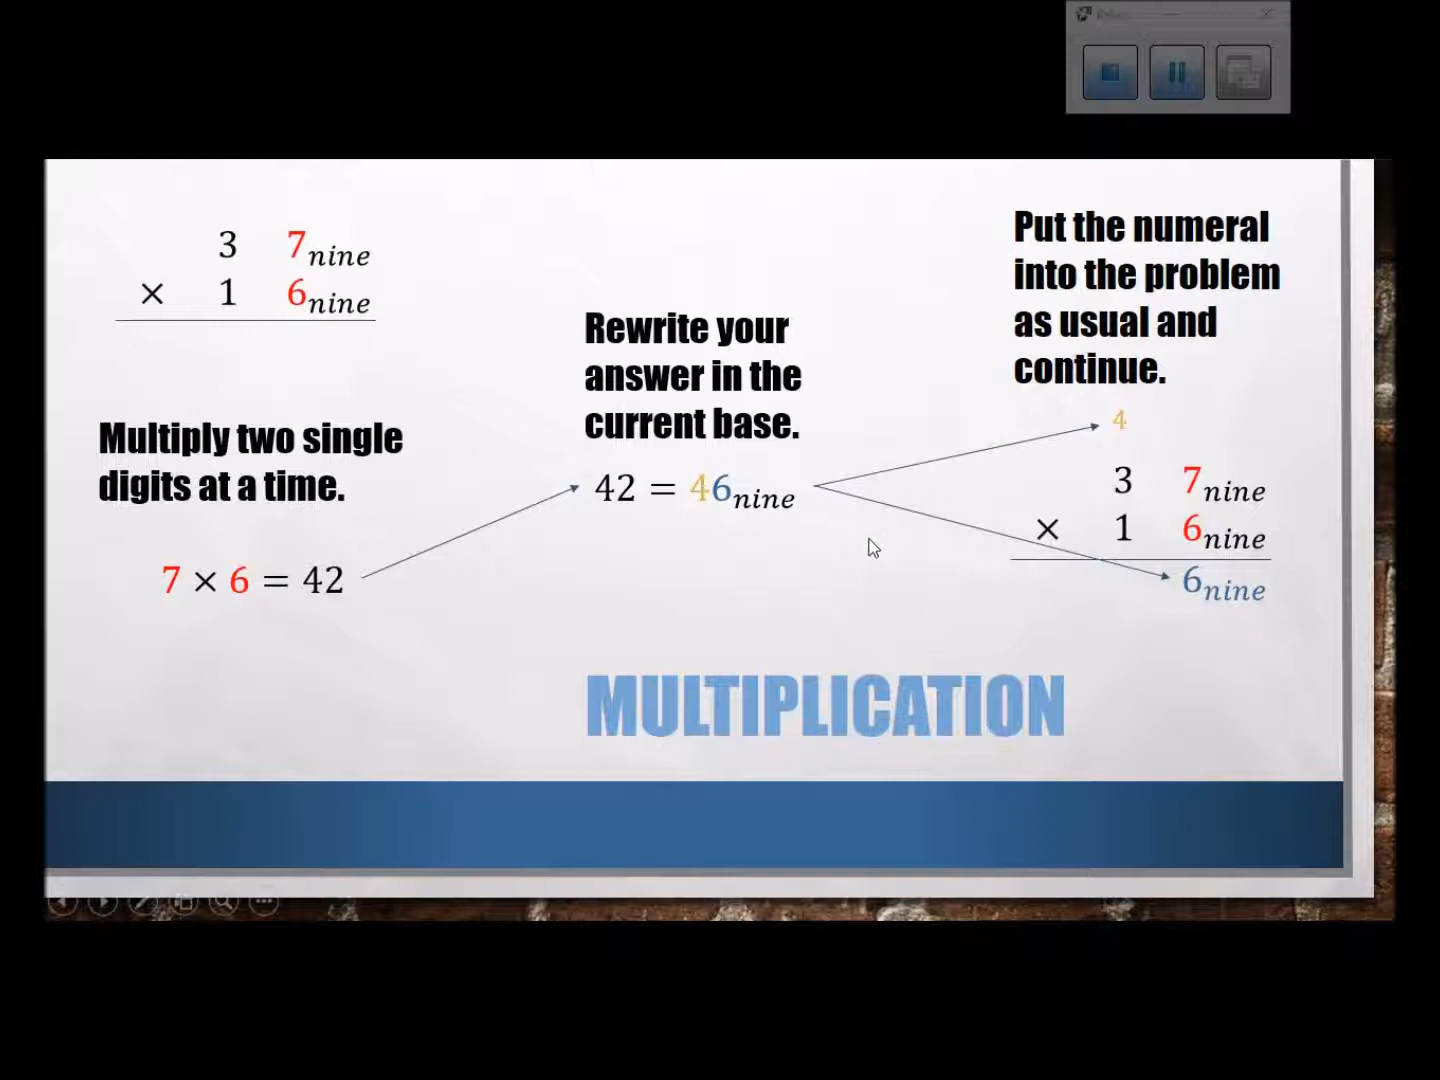 3 7nine
× 1 6nine
Multiply two single
digits at a time.
7 × 6 = 42
Rewrite your
answer in the
current base.
42 = 46nine
Put the numeral
into the problem
as usual and
continue.
4
3 7nine
× 1 6nine
6nine
MULTIPLICATION